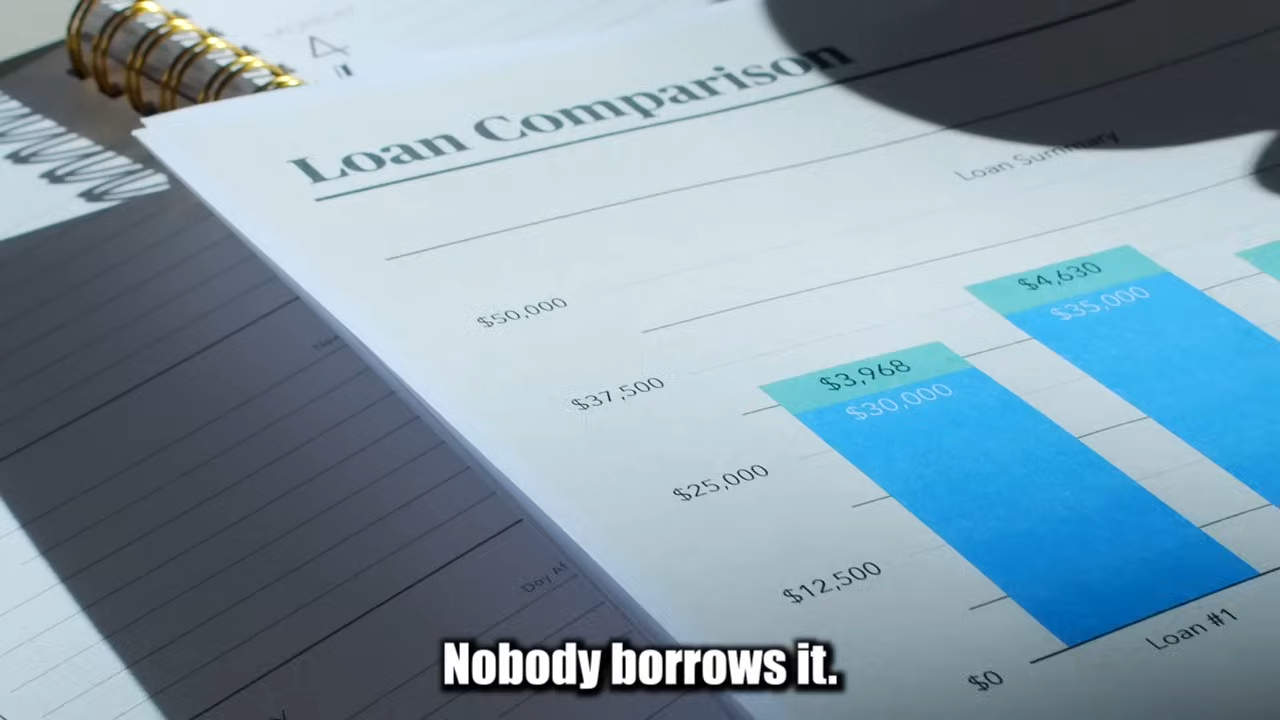 4
Loan Comparison
Loan Summary
$50,000
$37,500
$25,000
$12,500
$0
$4,630
$35,000
$3,968
$30,000
Loan #1
Nobody borrows it.